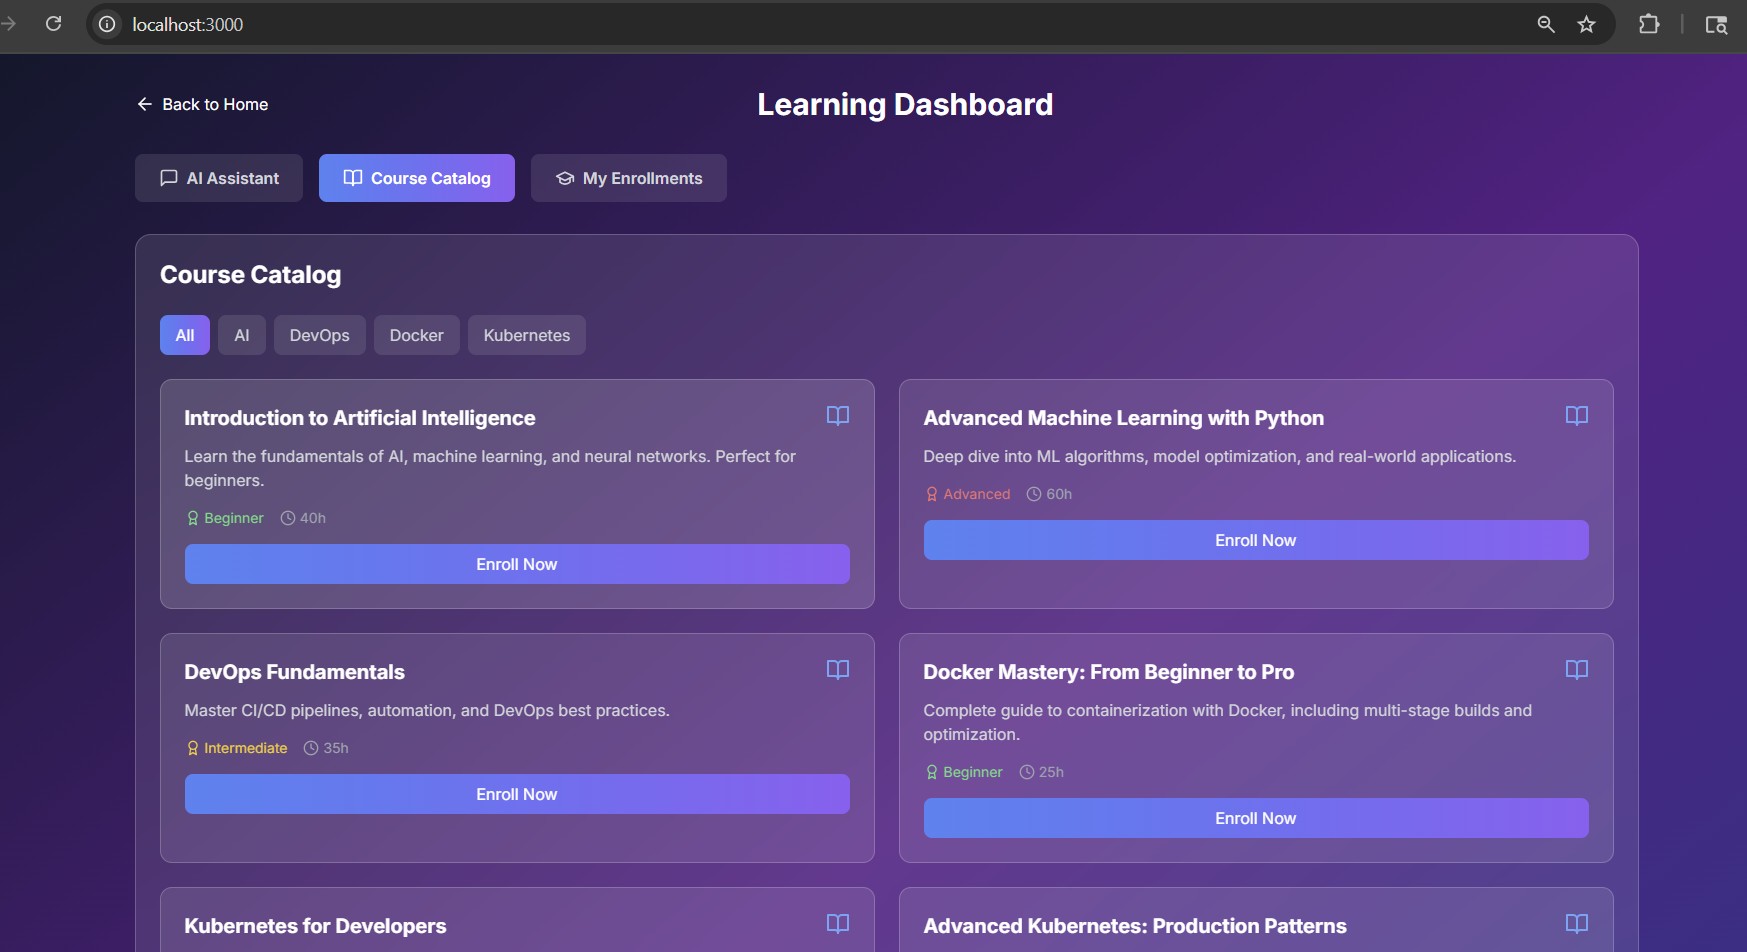 localhost:3000
Back to Home
Learning Dashboard
AI Assistant
Course Catalog
My Enrollments
Course Catalog
All
AI
DevOps
Docker
Kubernetes
Introduction to Artificial Intelligence
Learn the fundamentals of AI, machine learning, and neural networks. Perfect for
beginners.
Beginner
40h
Enroll Now
Advanced Machine Learning with Python
Deep dive into ML algorithms, model optimization, and real-world applications.
Advanced
60h
Enroll Now
DevOps Fundamentals
Master CI/CD pipelines, automation, and DevOps best practices.
Intermediate
35h
Enroll Now
Docker Mastery: From Beginner to Pro
Complete guide to containerization with Docker, including multi-stage builds and
optimization.
Beginner
25h
Enroll Now
Kubernetes for Developers
Advanced Kubernetes: Production Patterns